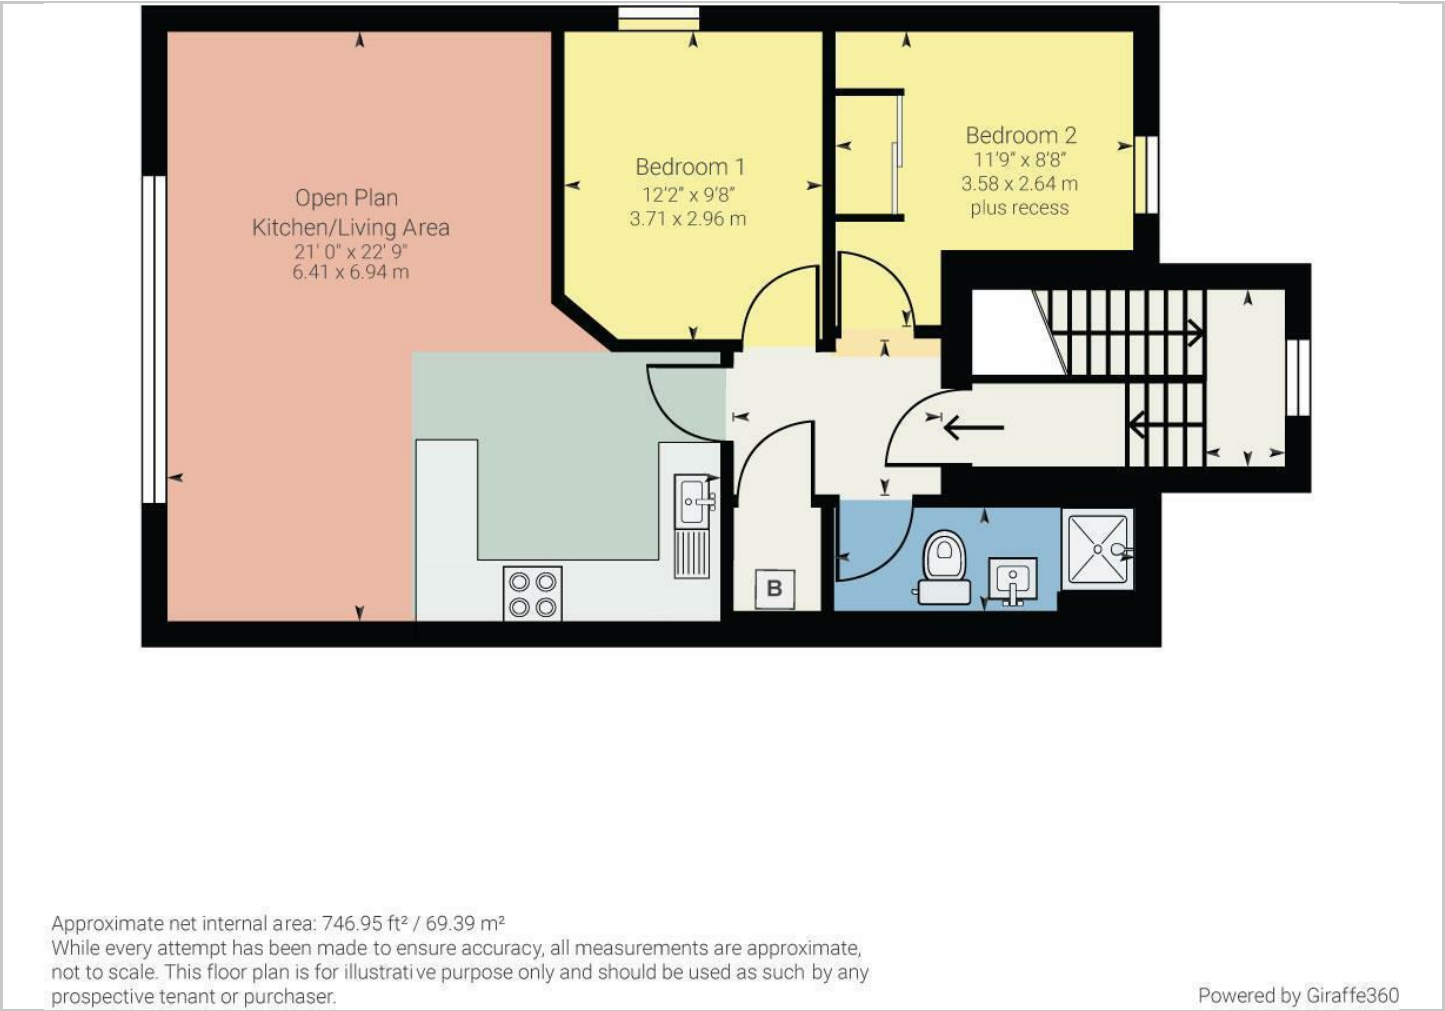 Open Plan
Kitchen/Living Area
21' 0" x 22' 9"
6.41 x 6.94 m
Bedroom 1
12'2" x 9'8"
3.71 x 2.96 m
Bedroom 2
11'9" x 8'8"
3.58 x 2.64 m
plus recess
B
Approximate net internal area: 746.95 ft² / 69.39 m²
While every attempt has been made to ensure accuracy, all measurements are approximate,
not to scale. This floor plan is for illustrative purpose only and should be used as such by any
prospective tenant or purchaser.
Powered by Giraffe360